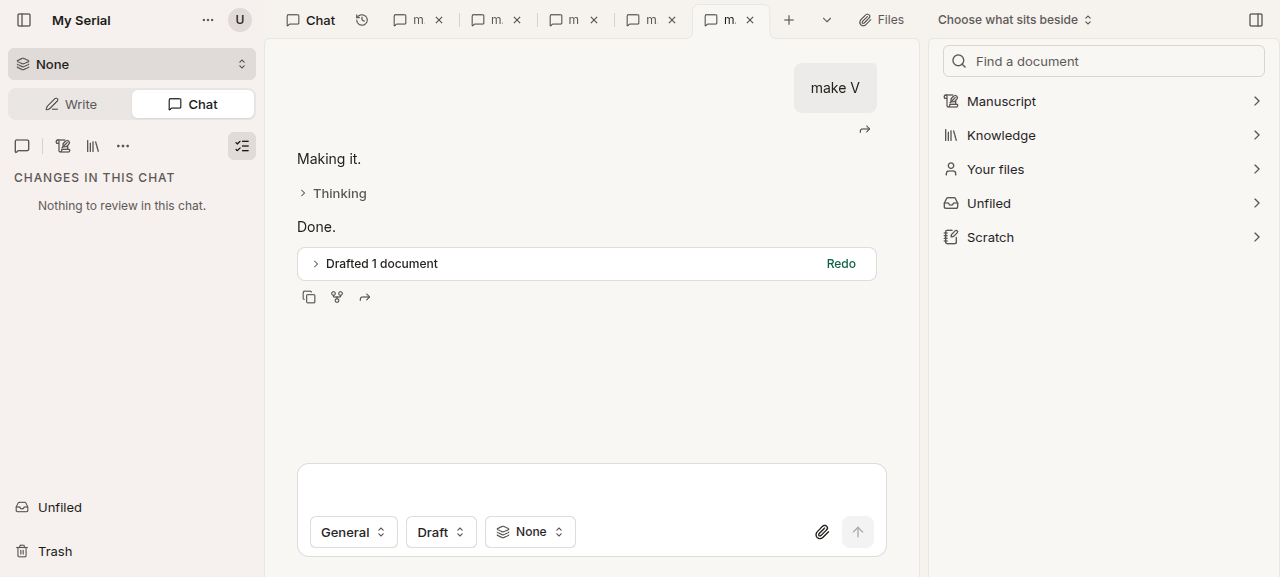 My Serial
U
None
Write
Chat
CHANGES IN THIS CHAT
Nothing to review in this chat.
Unfiled
Trash
Chat
m.
m.
m
m.
m.
Files
make V
Making it.
Thinking
Done.
Drafted 1 document
Redo
General
Draft
None
Choose what sits beside
Find a document
Manuscript
Knowledge
Your files
Unfiled
Scratch